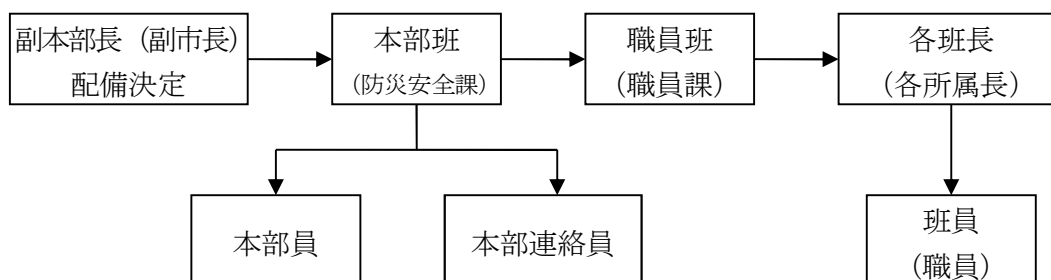 副本部長（副市長）
配備決定
本部班
（防災安全課）
職員班
（職員課）
各班長
（各所属長）
本部員
本部連絡員
班員
（職員）